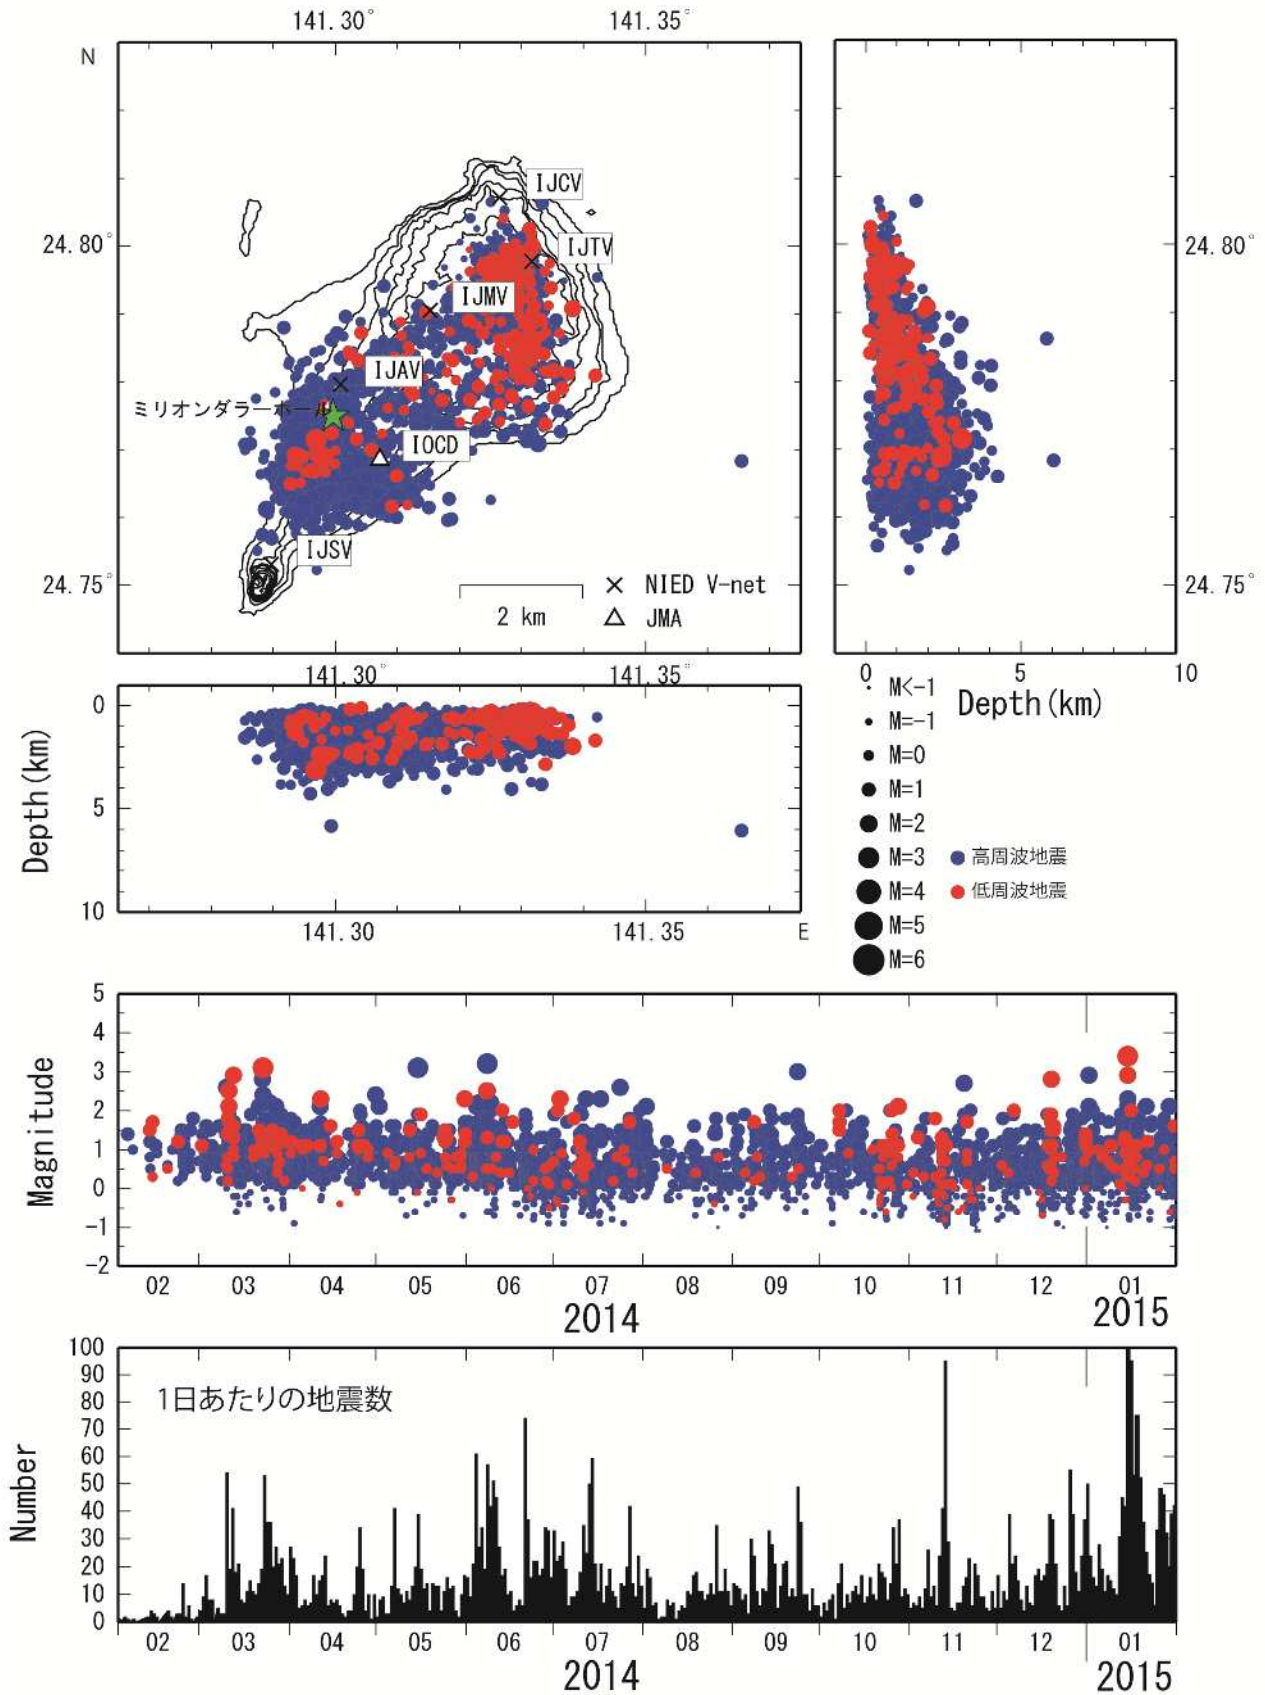 141.30° 141.35°
N
IJCV
24.80° 24.80°
IJTV
IJMV
IJAV
ミリオンダラーホール
IOCD
IJSV
24.75° 24.75°
× NIED V-net
2 km △ JMA
0 5 10
Depth(km)
141.30° 141.35°
0
5
10
Depth(km)
141.30 141.35 E
M<-1
M=-1
M=0
M=1
M=2
M=3 高周波地震
M=4 低周波地震
M=5
M=6
5
4
3
2
1
0
-1
-2
Magnitude
02 03 04 05 06 07 08 09 10 11 12 01
2014 2015
100
90
80
70
60
50
40
30
20
10
0
Number
1日あたりの地震数
02 03 04 05 06 07 08 09 10 11 12 01
2014 2015